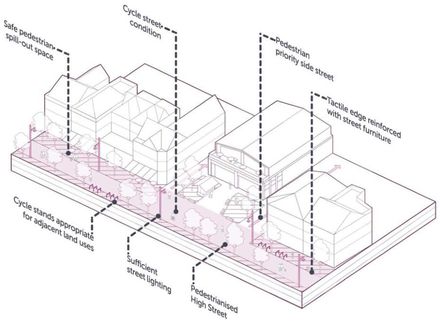 Safe pedestrian
spill-out space
Cycle street
condition
Pedestrian
priority side street
Tactile edge reinforced
with street furniture
Cycle stands appropriate
for adjacent land uses
Sufficient
street lighting
Pedestrianised
High Street